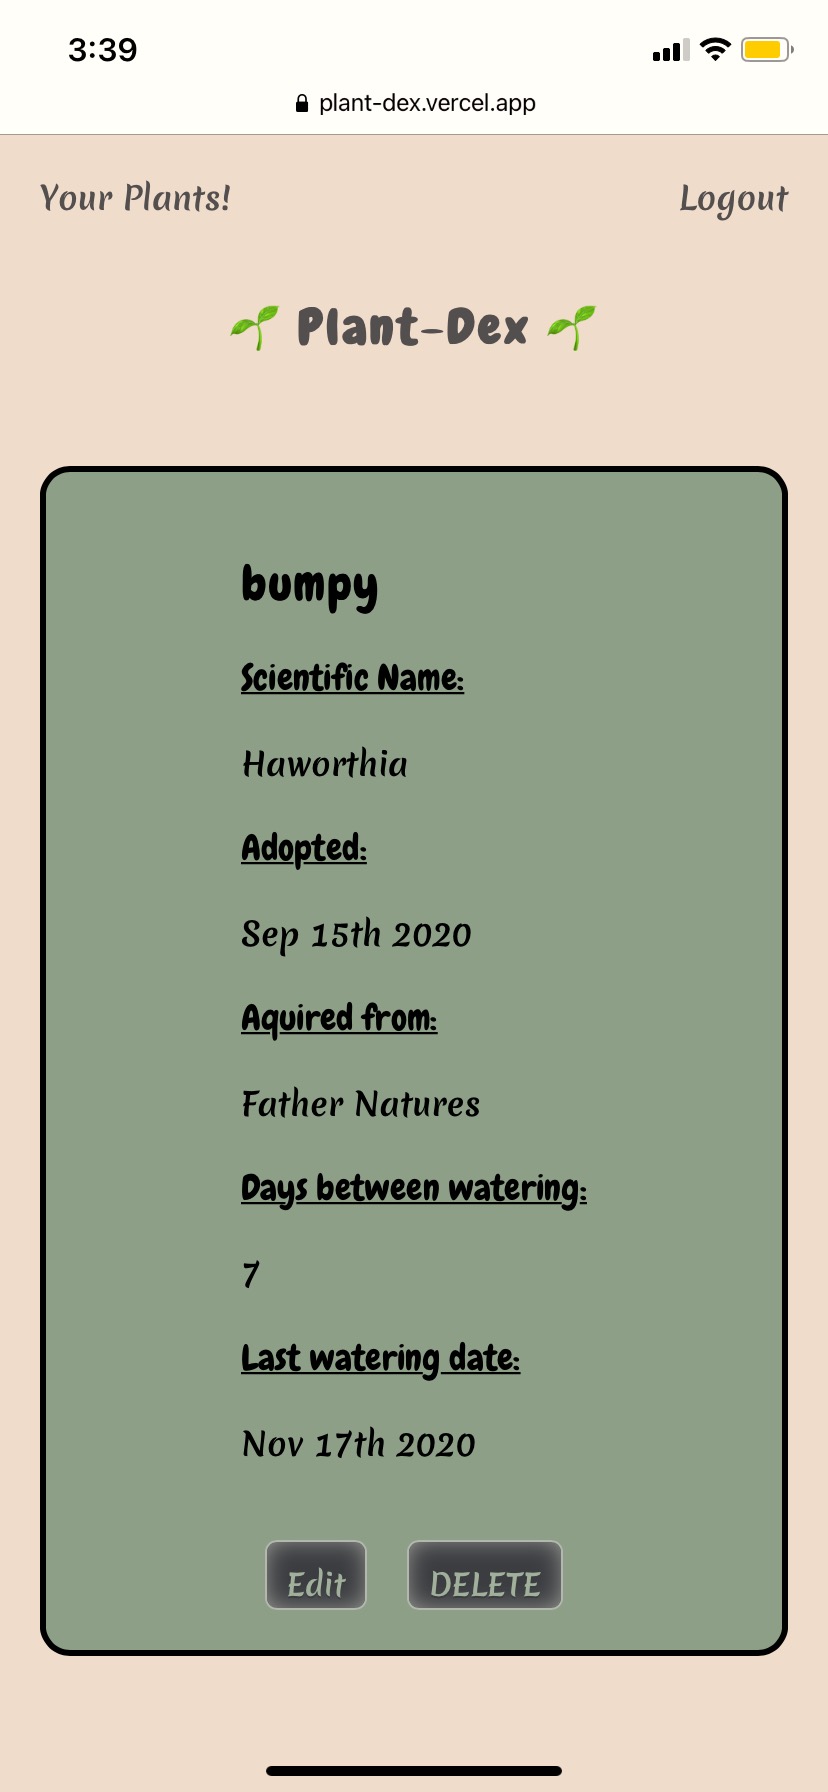 3:39
plant-dex.vercel.app
Your Plants! Logout
🌱 Plant-Dex 🌱
bumpy
Scientific Name:
Haworthia
Adopted:
Sep 15th 2020
Aquired from:
Father Natures
Days between watering:
7
Last watering date:
Nov 17th 2020
Edit DELETE